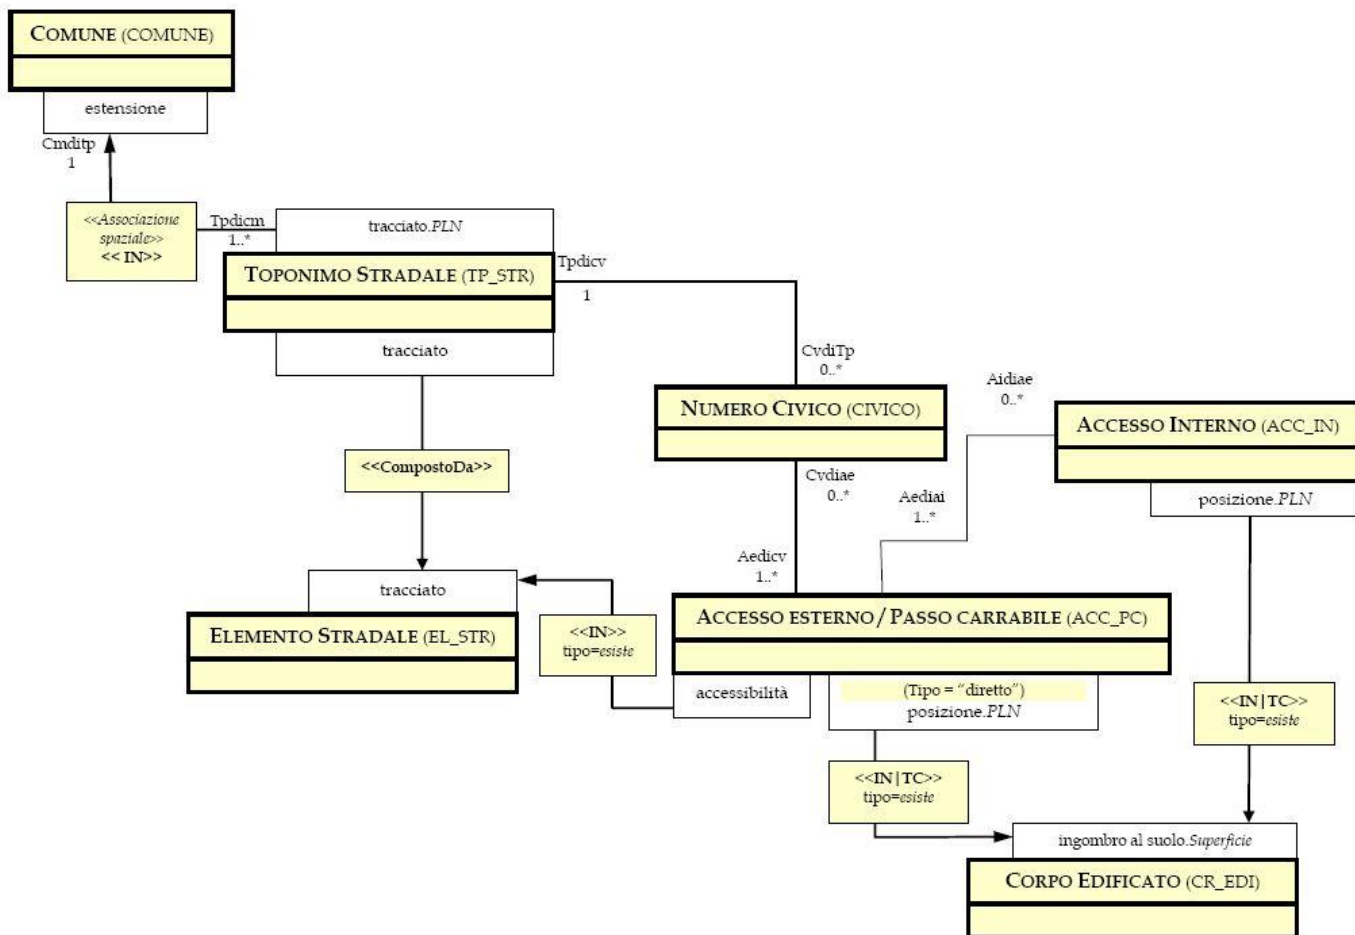 COMUNE (COMUNE)
estensione
Cmditp
1
<<Associazione
spaziale>>
<< IN>>
Tpdicm
1..*
tracciato.PLN
TOPONIMO STRADALE (TP_STR)
tracciato
Tpdicv
1
CvdiTp
0..*
NUMERO CIVICO (CIVICO)
Aidiae
0..*
ACCESSO INTERNO (ACC_IN)
posizione.PLN
<<CompostoDa>>
Cvdiae
0..*
Aediai
1..*
Aedicv
1..*
tracciato
ELEMENTO STRADALE (EL_STR)
<<IN>>
tipo=esiste
ACCESSO ESTERNO / PASSO CARRABILE (ACC_PC)
accessibilità
(Tipo = “diretto”)
posizione.PLN
<<IN|TC>>
tipo=esiste
<<IN|TC>>
tipo=esiste
ingombro al suolo.Superficie
CORPO EDIFICATO (CR_EDI)